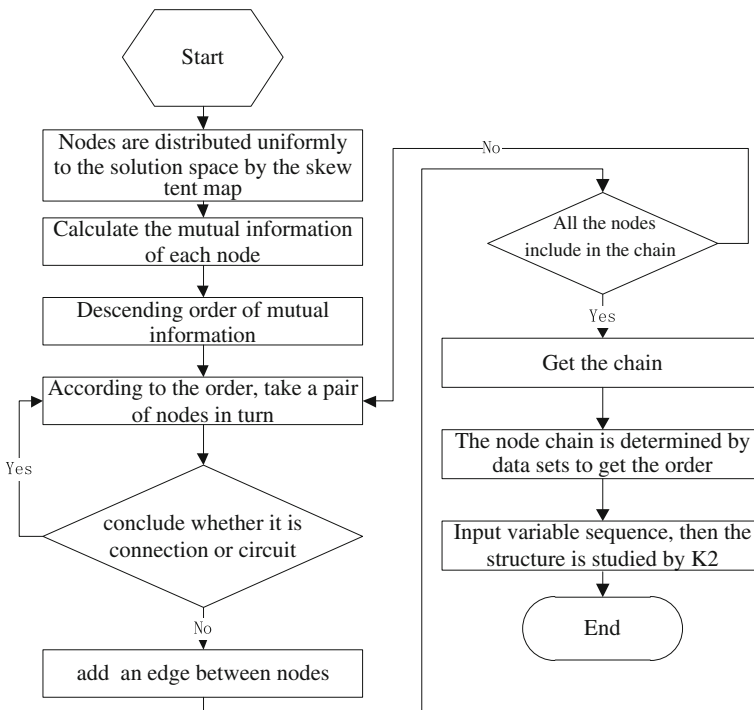 Start
Nodes are distributed uniformly
to the solution space by the skew
tent map
Calculate the mutual information
of each node
Descending order of mutual
information
According to the order, take a pair
of nodes in turn
Yes
conclude whether it is
connection or circuit
No
add an edge between nodes
No
All the nodes
include in the chain
Yes
Get the chain
The node chain is determined by
data sets to get the order
Input variable sequence, then the
structure is studied by K2
End